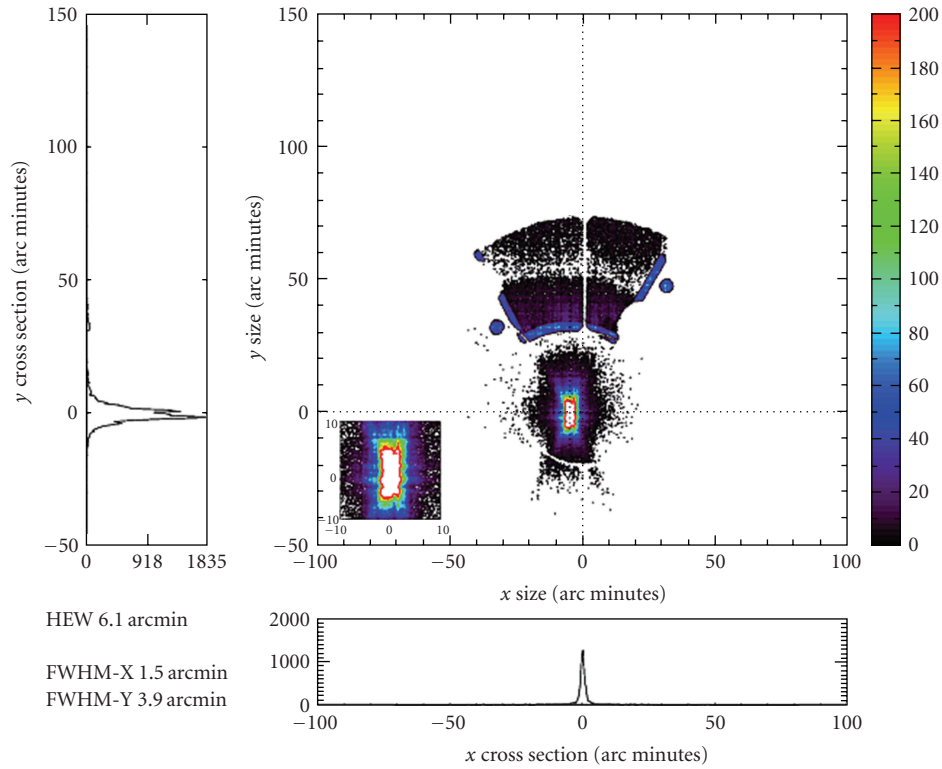 150
100
50
0
−50
y cross section (arc minutes)
0 918 1835
150
100
50
0
−50
y size (arc minutes)
−100 −50 0 50 100
x size (arc minutes)
10
0
−10
−10 0 10
200
180
160
140
120
100
80
60
40
20
0
HEW 6.1 arcmin
FWHM-X 1.5 arcmin
FWHM-Y 3.9 arcmin
2000
1000
0
−100 −50 0 50 100
x cross section (arc minutes)